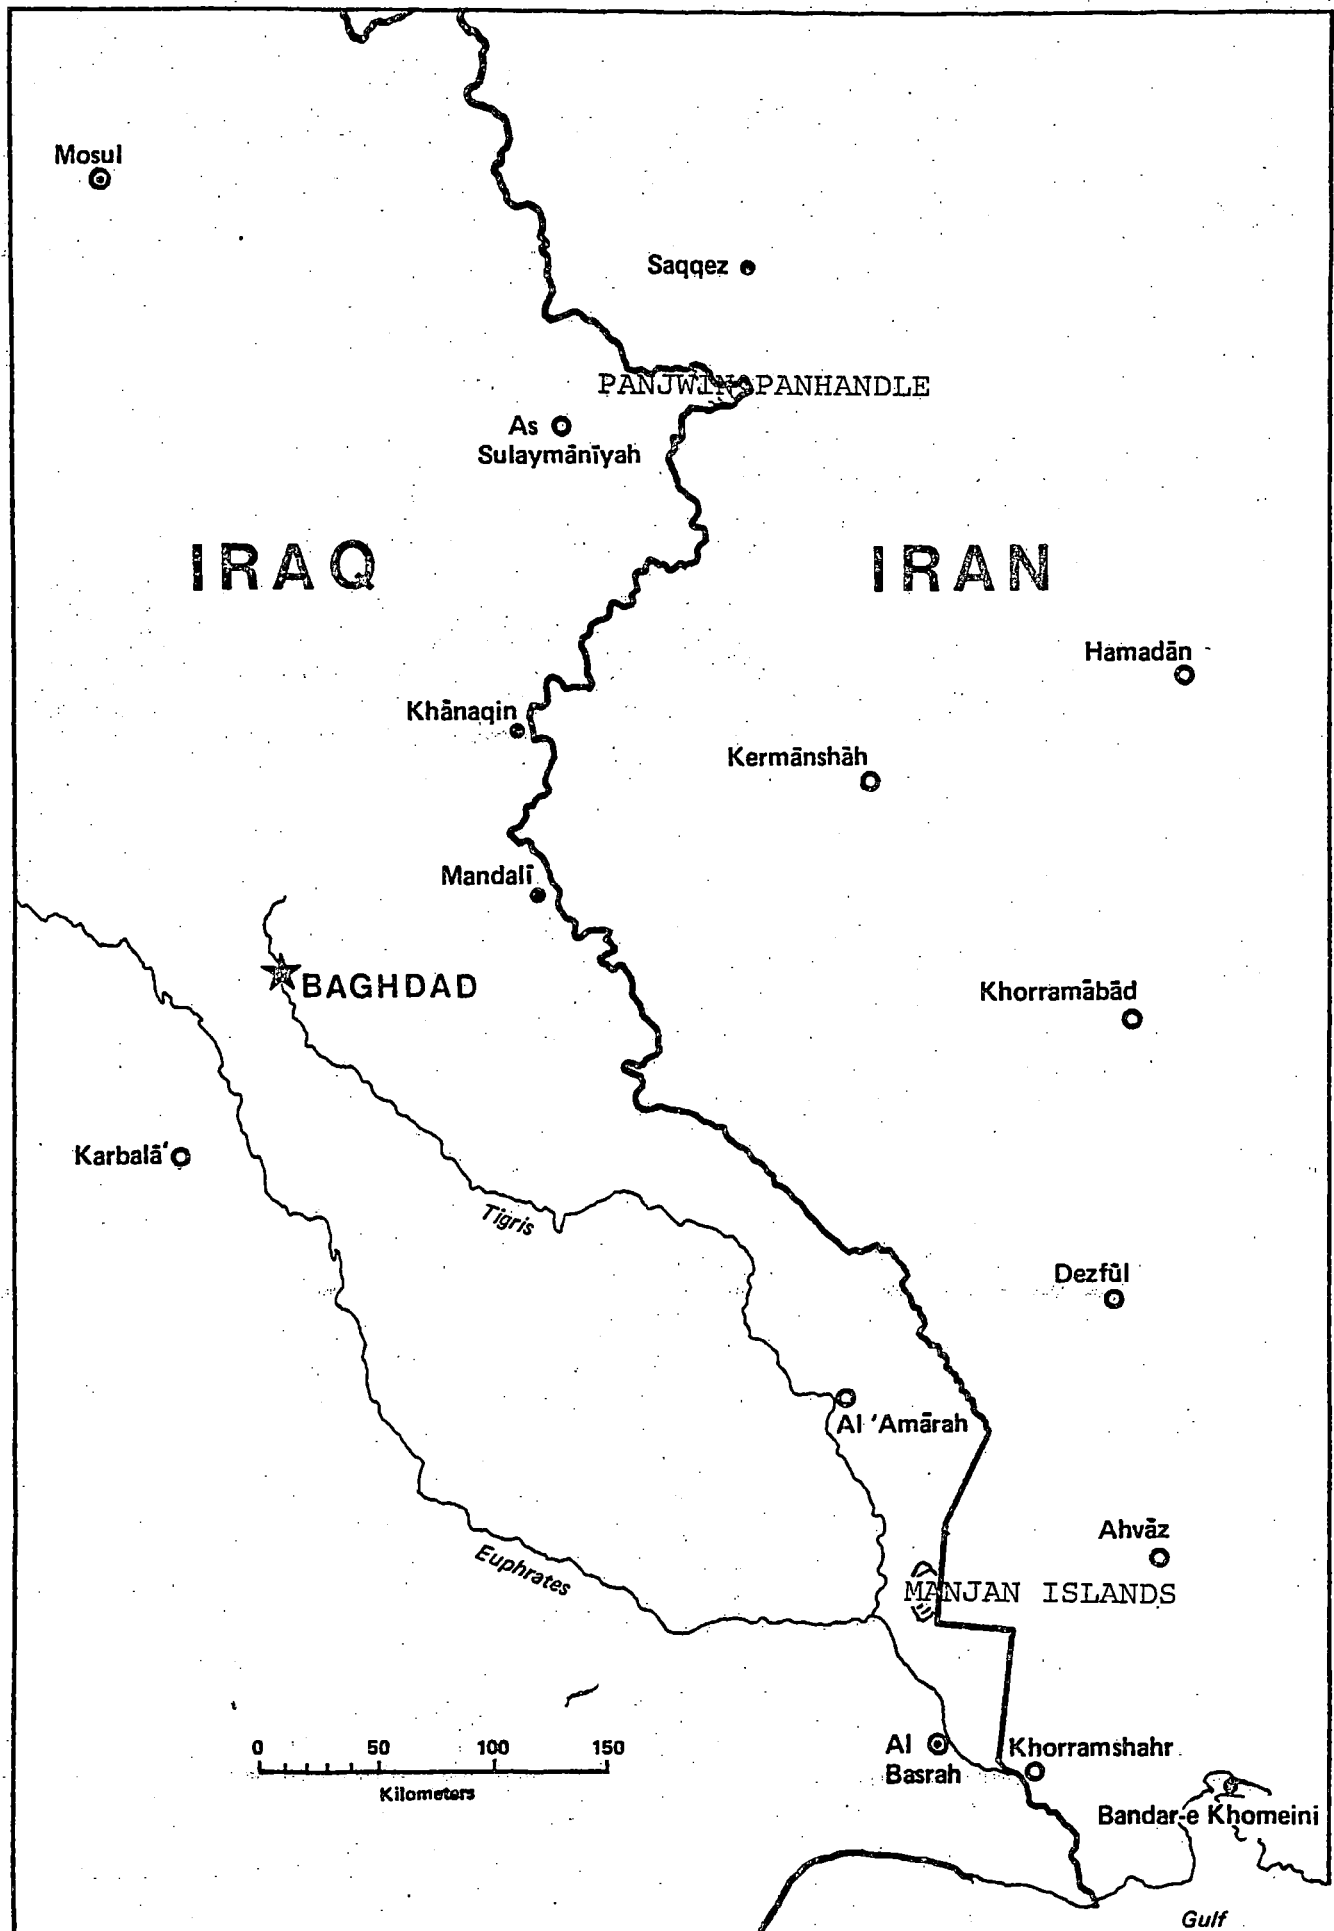 Mosul
Saqqez
PANJWIN PANHANDLE
As
Sulaymānīyah
IRAQ
IRAN
Hamadān
Khānaqin
Kermānshāh
Mandalī
BAGHDAD
Khorramābād
Karbalā'
Tigris
Dezfūl
Al 'Amārah
Ahvāz
Euphrates
MANJAN ISLANDS
0 50 100 150
Kilometers
Al
Basrah
Khorramshahr
Bandar-e Khomeini
Gulf